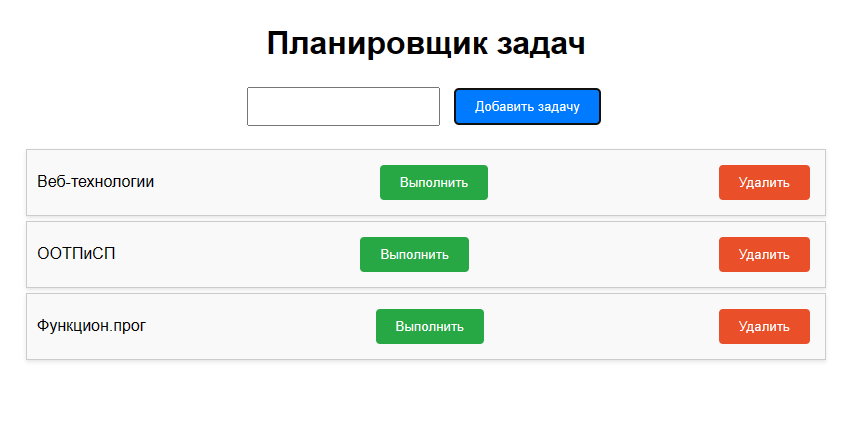 Планировщик задач
Добавить задачу
Веб-технологии Выполнить Удалить
ООТПиСП Выполнить Удалить
Функцион.прог Выполнить Удалить